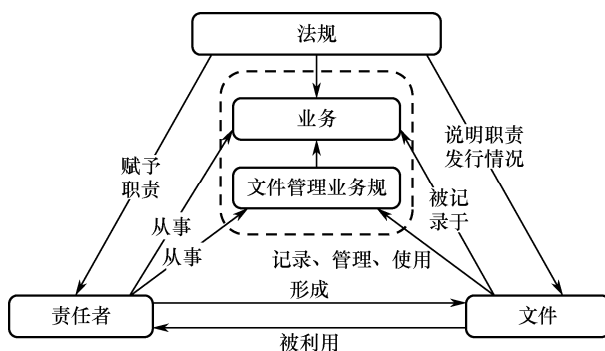 法规
业务
说明职责
发行情况
赋予
职责
文件管理业务规
被记
录于
从事
从事
记录、管理、使用
形成
责任者
文件
被利用